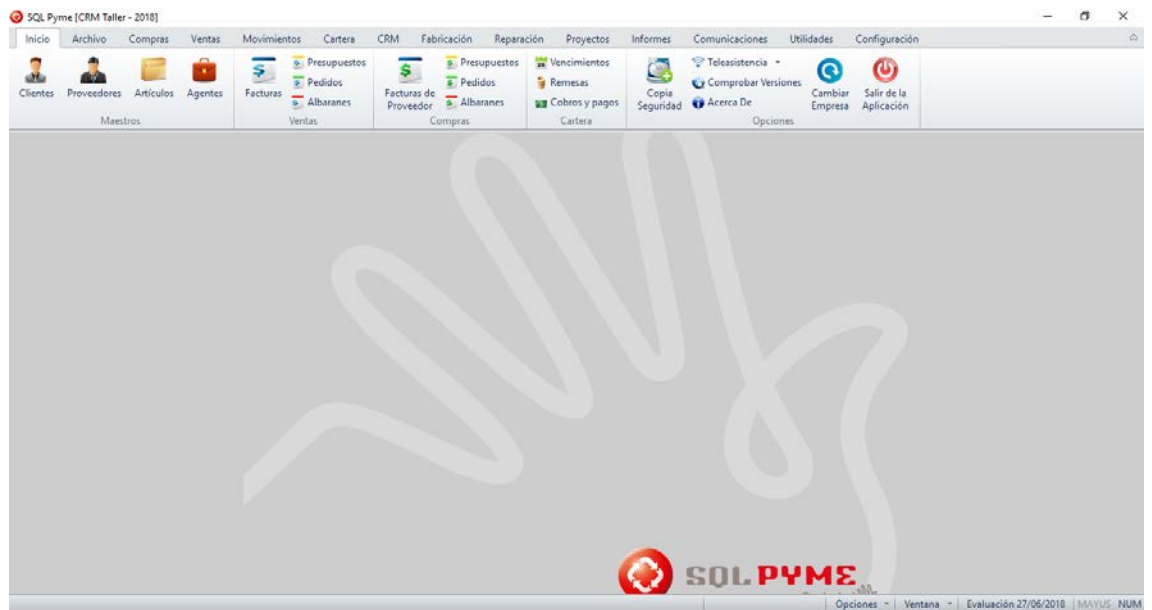 SQL Pyme [CRM Taller - 2018]
Inicio Archivo Compras Ventas Movimientos Cartera CRM Fabricación Reparación Proyectos Informes Comunicaciones Utilidades Configuración
Clientes
Proveedores
Artículos
Agentes
Maestros
Facturas
Presupuestos
Pedidos
Albaranes
Ventas
Facturas de
Proveedor
Presupuestos
Pedidos
Albaranes
Compras
Vencimientos
Remesas
Cobros y pagos
Cartera
Copia
Seguridad
Teleasistencia
Comprobar Versiones
Acerca De
Cambiar
Empresa
Salir de la
Aplicación
Opciones
SQL PYME
Opciones Ventana Evaluación 27/06/2018 MAYUS NUM